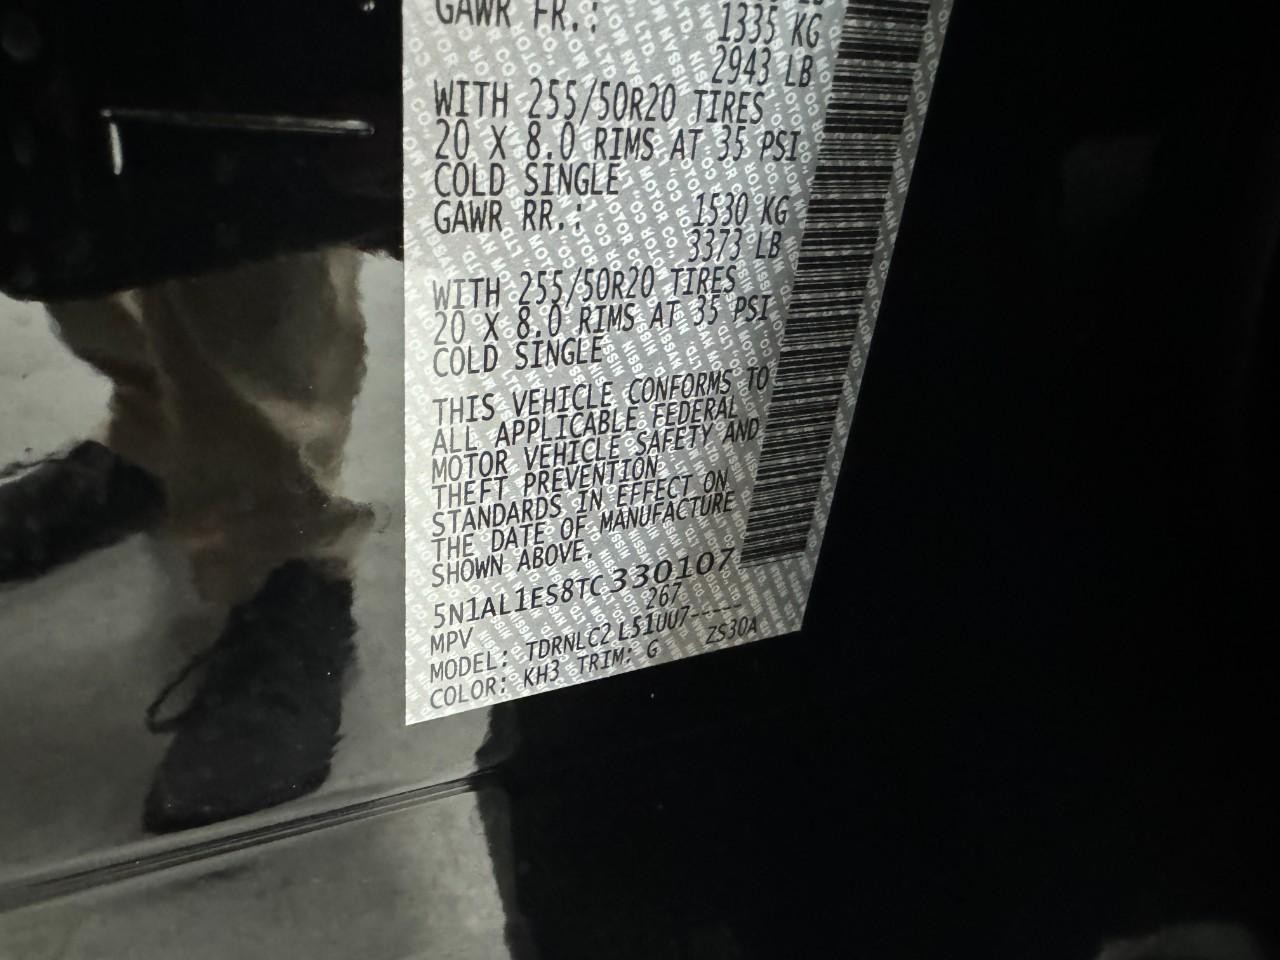 GAWR FR.: 1335 KG
2943 LB
WITH 255/50R20 TIRES
20 X 8.0 RIMS AT 35 PSI
COLD SINGLE
GAWR RR.: 1530 KG
3373 LB
WITH 255/50R20 TIRES
20 X 8.0 RIMS AT 35 PSI
COLD SINGLE
THIS VEHICLE CONFORMS TO
ALL APPLICABLE FEDERAL
MOTOR VEHICLE SAFETY AND
THEFT PREVENTION
STANDARDS IN EFFECT ON
THE DATE OF MANUFACTURE
SHOWN ABOVE.
5N1AL1ES8TC330107
MPV 267
MODEL: TDRNLC2 L51UU7-----
COLOR: KH3 TRIM: G ZS30A